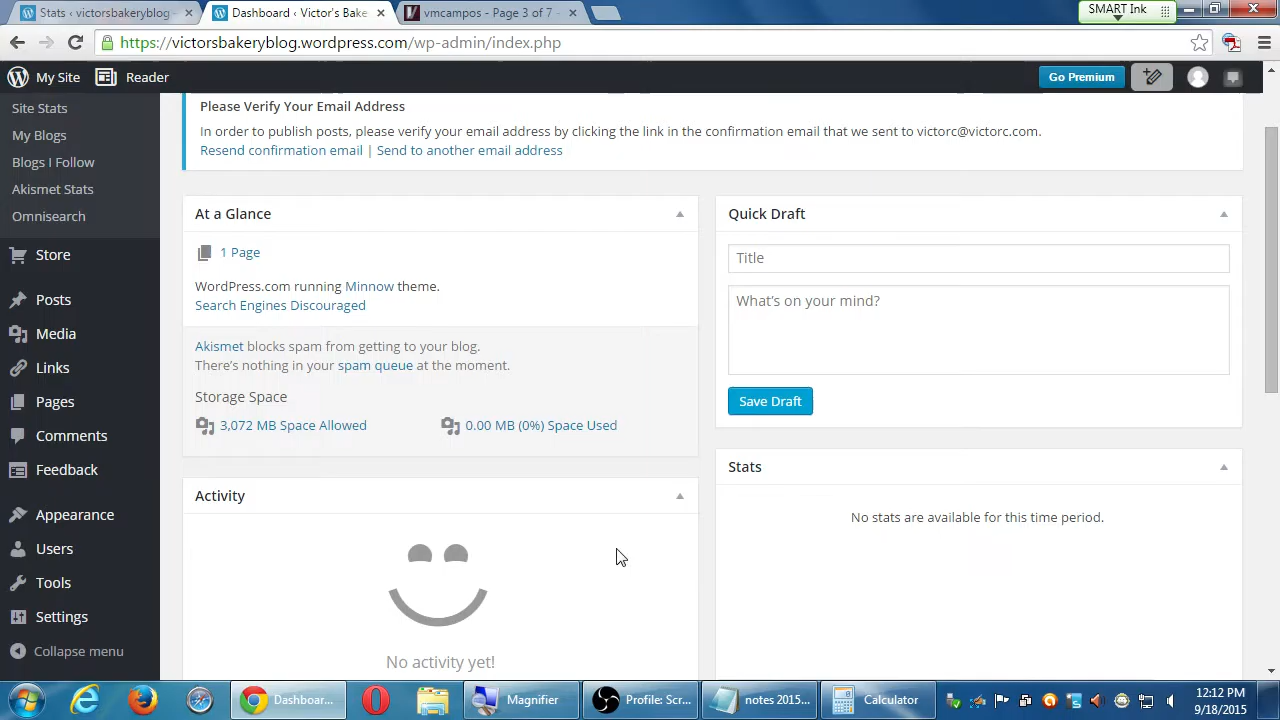 Stats ‹ victorsbakeryblog
Dashboard ‹ Victor's Bake
vmcampos - Page 3 of 7 -
SMART Ink
https://victorsbakeryblog.wordpress.com/wp-admin/index.php
My Site
Reader
Go Premium
Site Stats
My Blogs
Blogs I Follow
Akismet Stats
Omnisearch
Store
Posts
Media
Links
Pages
Comments
Feedback
Appearance
Users
Tools
Settings
Collapse menu
Please Verify Your Email Address
In order to publish posts, please verify your email address by clicking the link in the confirmation email that we sent to victorc@victorc.com.
Resend confirmation email | Send to another email address
At a Glance
1 Page
WordPress.com running Minnow theme.
Search Engines Discouraged
Akismet blocks spam from getting to your blog.
There's nothing in your spam queue at the moment.
Storage Space
3,072 MB Space Allowed
0.00 MB (0%) Space Used
Activity
No activity yet!
Quick Draft
Title
What's on your mind?
Save Draft
Stats
No stats are available for this time period.
Dashboar...
Magnifier
Profile: Scr...
notes 2015...
Calculator
12:12 PM
9/18/2015